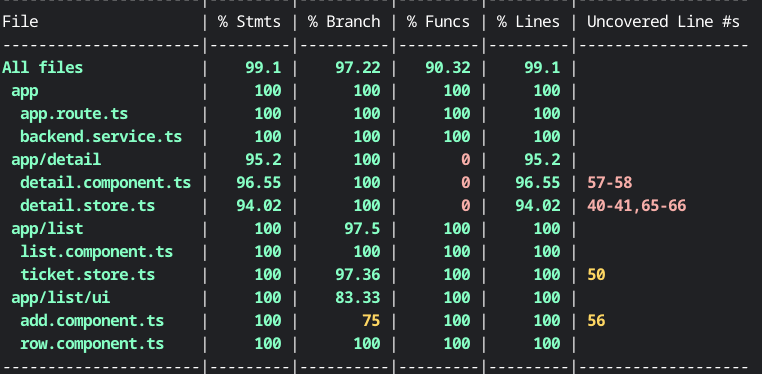 --------------------|---------|----------|---------|---------|-------------------
File                | % Stmts | % Branch | % Funcs | % Lines | Uncovered Line #s
--------------------|---------|----------|---------|---------|-------------------
All files           |    99.1 |    97.22 |   90.32 |    99.1 |
 app                |     100 |      100 |     100 |     100 |
  app.route.ts      |     100 |      100 |     100 |     100 |
  backend.service.ts |     100 |      100 |     100 |     100 |
 app/detail         |    95.2 |      100 |       0 |    95.2 |
  detail.component.ts |   96.55 |      100 |       0 |   96.55 | 57-58
  detail.store.ts   |   94.02 |      100 |       0 |   94.02 | 40-41,65-66
 app/list           |     100 |     97.5 |     100 |     100 |
  list.component.ts |     100 |      100 |     100 |     100 |
  ticket.store.ts   |     100 |    97.36 |     100 |     100 | 50
 app/list/ui        |     100 |    83.33 |     100 |     100 |
  add.component.ts  |     100 |       75 |     100 |     100 | 56
  row.component.ts  |     100 |      100 |     100 |     100 |
--------------------|---------|----------|---------|---------|-------------------